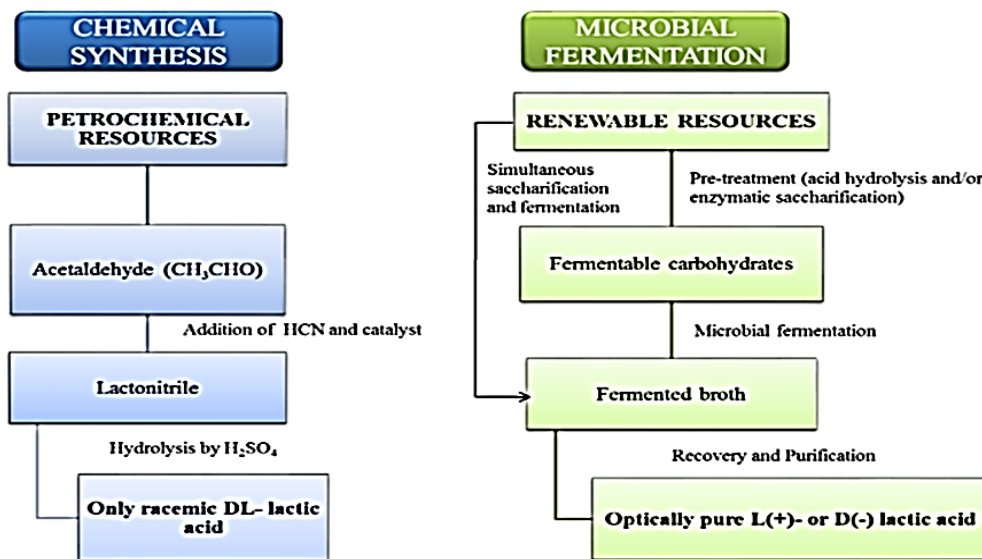 CHEMICAL
SYNTHESIS
PETROCHEMICAL
RESOURCES
Acetaldehyde (CH₃CHO)
Addition of HCN and catalyst
Lactonitrile
Hydrolysis by H₂SO₄
Only racemic DL- lactic
acid
MICROBIAL
FERMENTATION
RENEWABLE RESOURCES
Simultaneous
saccharification
and fermentation
Pre-treatment (acid hydrolysis and/or
enzymatic saccharification)
Fermentable carbohydrates
Microbial fermentation
Fermented broth
Recovery and Purification
Optically pure L(+)- or D(-) lactic acid